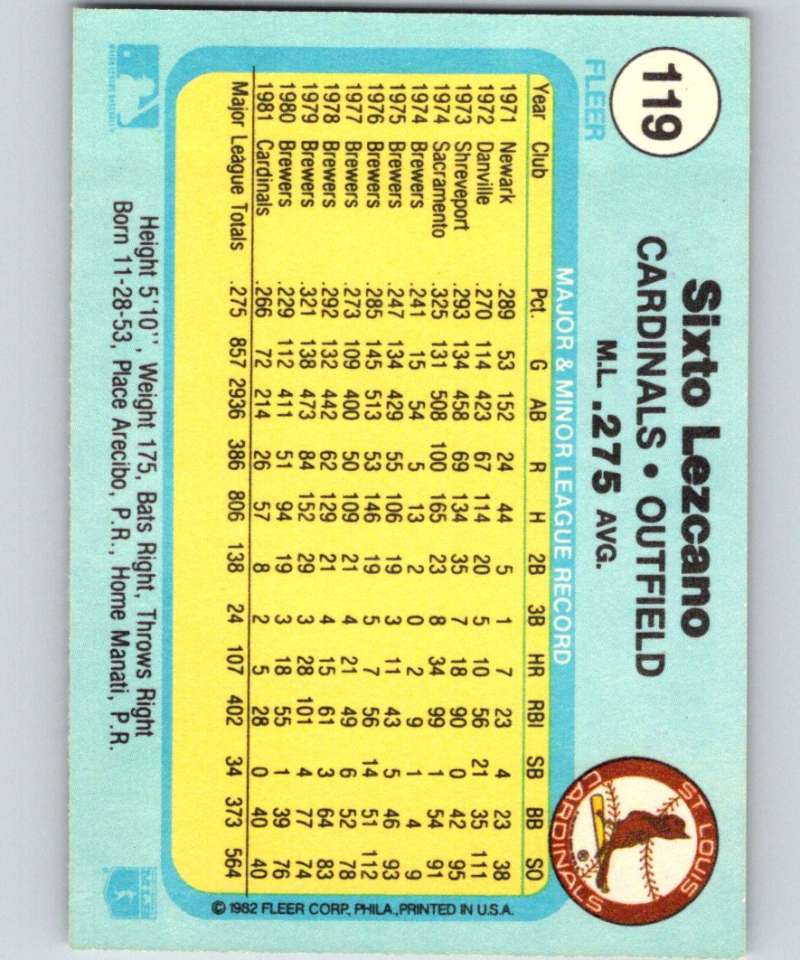 119
FLEER
Sixto Lezcano
CARDINALS • OUTFIELD
M.L. .275 AVG.
ST. LOUIS CARDINALS
MAJOR & MINOR LEAGUE RECORD
Year Club Pct. G AB R H 2B 3B HR RBI SB BB SO
1971 Newark .289 53 152 24 44 5 1 7 23 4 23 38
1972 Danville .270 114 423 67 114 20 5 10 56 21 35 111
1973 Shreveport .293 134 458 69 134 35 7 18 90 0 42 95
1974 Sacramento .325 131 508 100 165 23 8 34 99 1 54 91
1974 Brewers .241 15 54 5 13 2 0 2 9 1 4 9
1975 Brewers .247 134 429 55 106 19 3 11 43 5 46 93
1976 Brewers .285 145 513 53 146 19 5 7 56 14 51 112
1977 Brewers .273 109 400 50 109 21 4 21 49 6 52 78
1978 Brewers .292 132 442 62 129 21 4 15 61 3 64 83
1979 Brewers .321 138 473 84 152 29 3 28 101 4 77 74
1980 Brewers .229 112 411 51 94 19 3 18 55 1 39 76
1981 Cardinals .266 72 214 26 57 8 2 5 28 0 40 40
Major League Totals .275 857 2936 386 806 138 24 107 402 34 373 564
© 1982 FLEER CORP., PHILA., PRINTED IN U.S.A.
Height 5'10", Weight 175, Bats Right, Throws Right
Born 11-28-53, Place Arecibo, P.R., Home Manati, P.R.